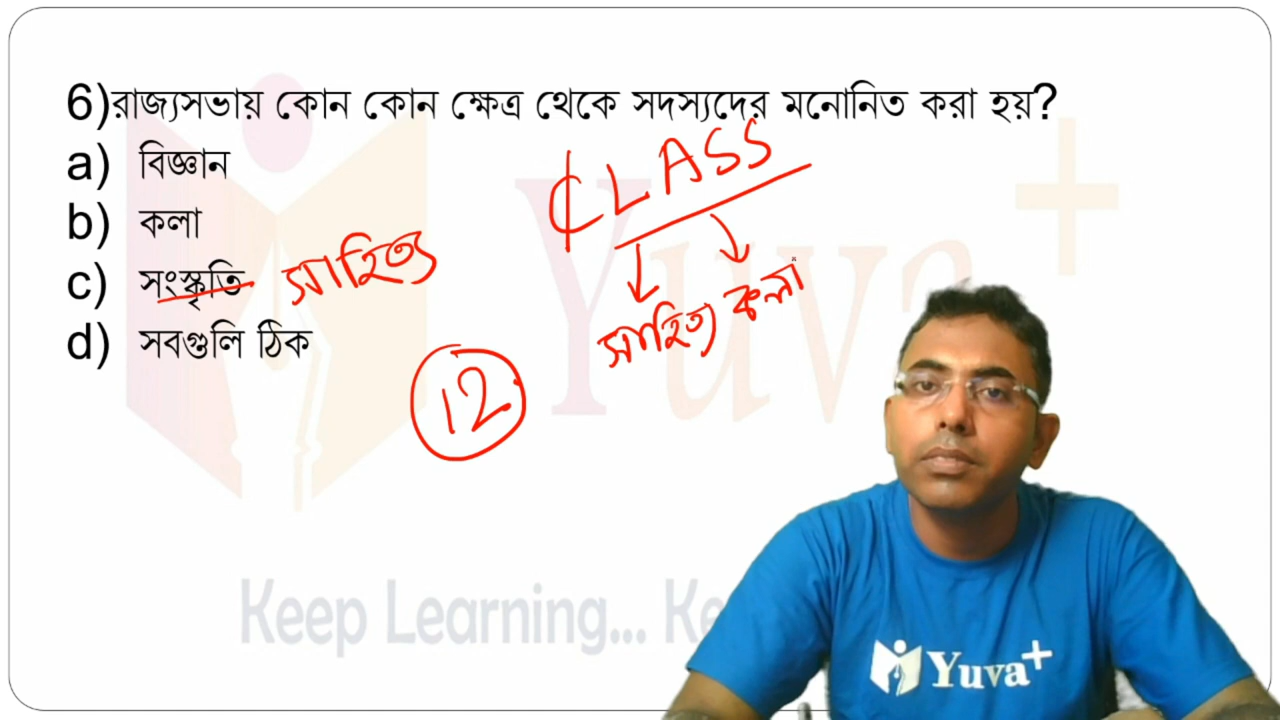 6)রাজ্যসভায় কোন কোন ক্ষেত্র থেকে সদস্যদের মনোনিত করা হয়?
a) বিজ্ঞান
b) কলা
c) সংস্কৃতি সাহিত্য
d) সবগুলি ঠিক
CLASS
সাহিত্য কলা
12
Yuva+
Keep Learning... Ke
Yuva+